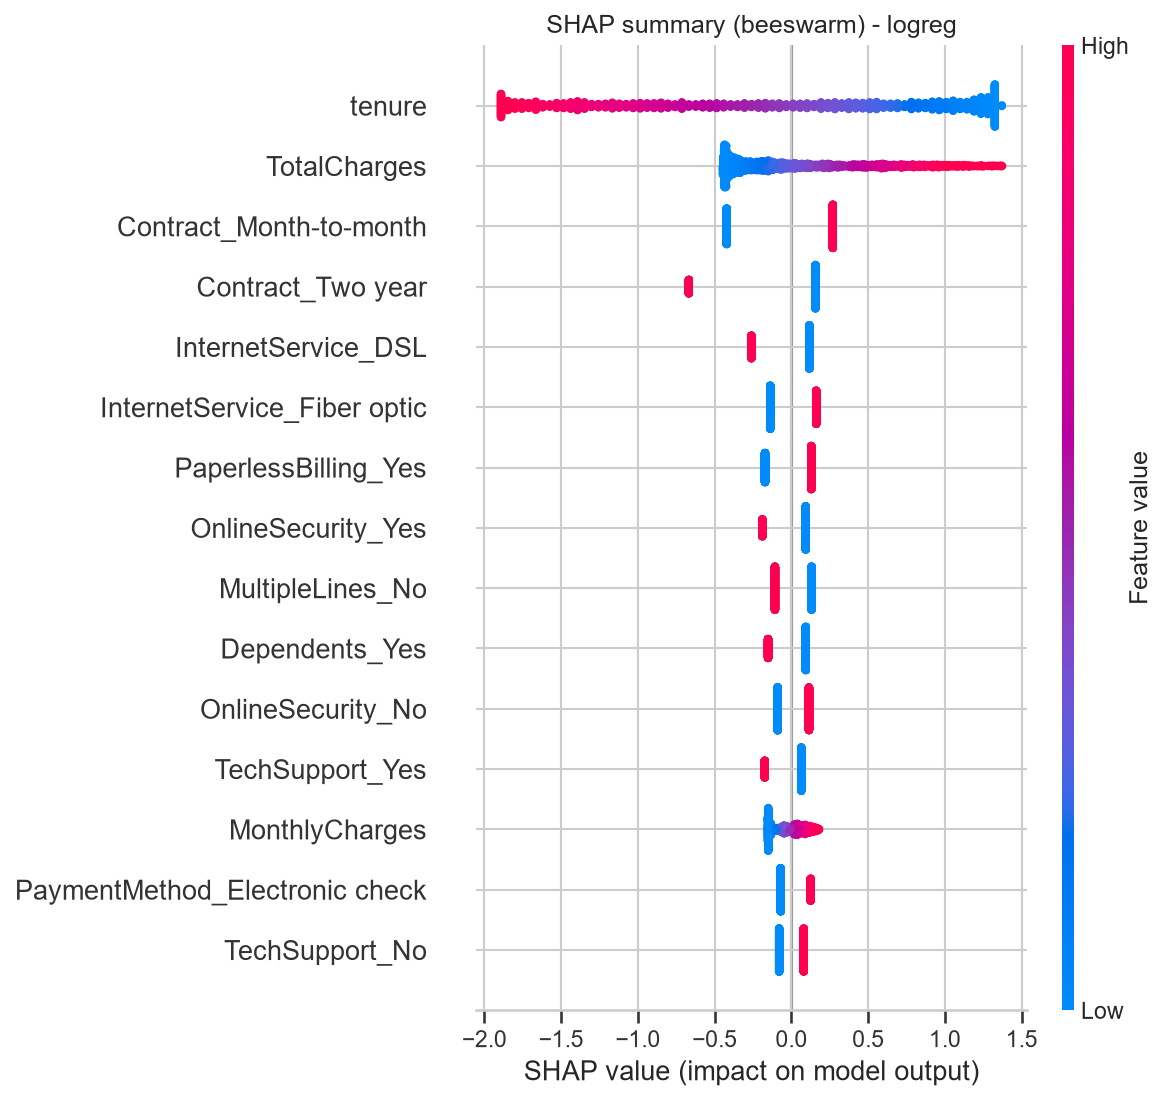 SHAP summary (beeswarm) - logreg
High
tenure
TotalCharges
Contract_Month-to-month
Contract_Two year
InternetService_DSL
InternetService_Fiber optic
PaperlessBilling_Yes
OnlineSecurity_Yes
MultipleLines_No
Dependents_Yes
OnlineSecurity_No
TechSupport_Yes
MonthlyCharges
PaymentMethod_Electronic check
TechSupport_No
Feature value
Low
−2.0 −1.5 −1.0 −0.5 0.0 0.5 1.0 1.5
SHAP value (impact on model output)